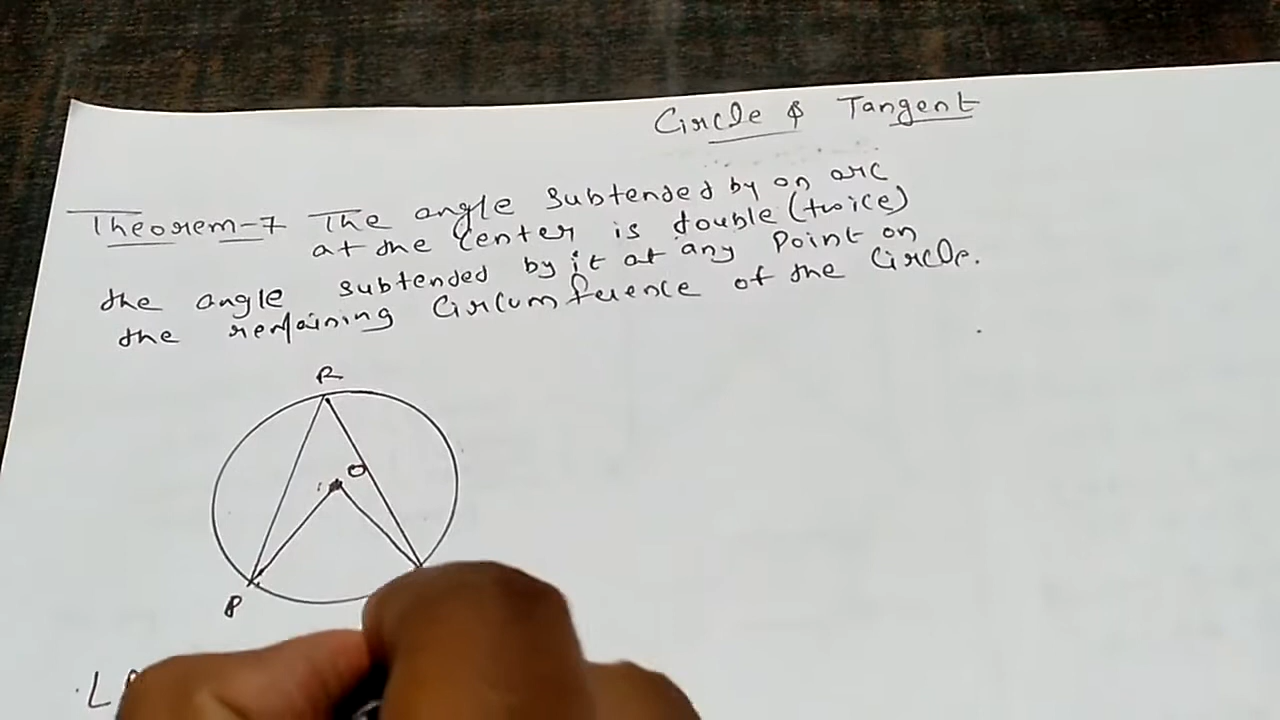 Circle & Tangent
Theorem-7 The angle subtended by an arc
at the center is double (twice)
the angle subtended by it at any point on
the remaining circumference of the circle.
R
O
P